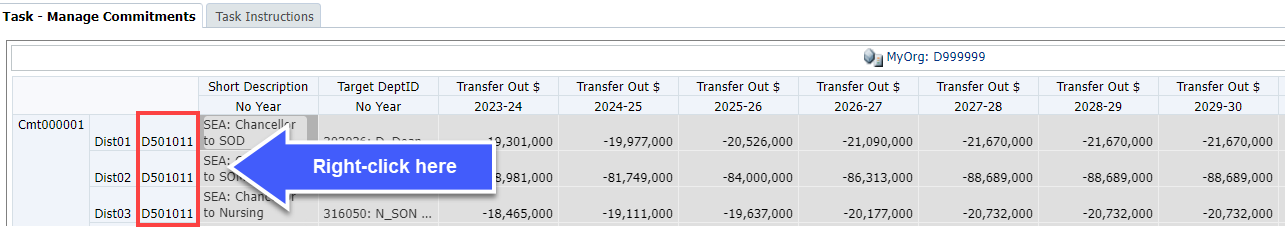 Task - Manage Commitments Task Instructions
MyOrg: D999999
Short Description Target DeptID Transfer Out $ Transfer Out $ Transfer Out $ Transfer Out $ Transfer Out $ Transfer Out $ Transfer Out $
No Year No Year 2023-24 2024-25 2025-26 2026-27 2027-28 2028-29 2029-30
Cmt000001 SEA: Chancellor
Dist01 D501011 to SOD 9,301,000 -19,977,000 -20,526,000 -21,090,000 -21,670,000 -21,670,000 -21,670,000
SEA:
Dist02 D501011 to 8,981,000 -81,749,000 -84,000,000 -86,313,000 -88,689,000 -88,689,000 -88,689,000
SEA:
Dist03 D501011 to Nursing 316050: N_SON ... -18,465,000 -19,111,000 -19,637,000 -20,177,000 -20,732,000 -20,732,000 -20,732,000
Right-click here